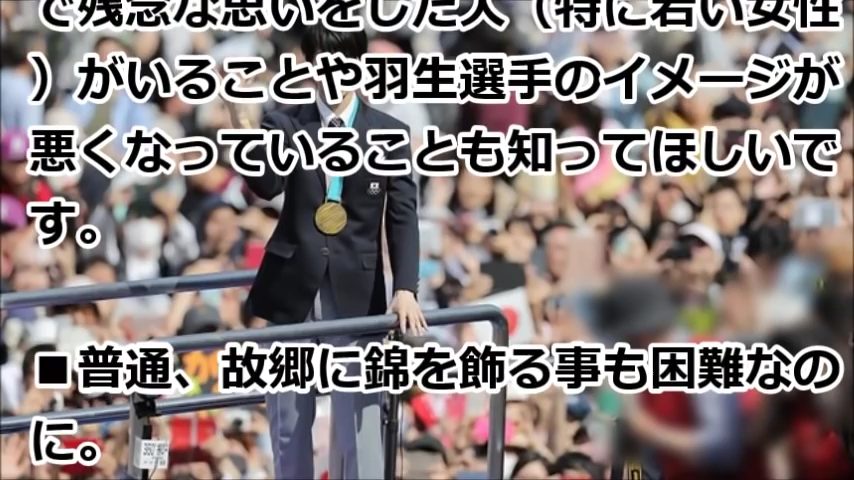 で残念な思いをした人（特に若い女性
）がいることや羽生選手のイメージが
悪くなっていることも知ってほしいで
す。
■普通、故郷に錦を飾る事も困難なの
に。